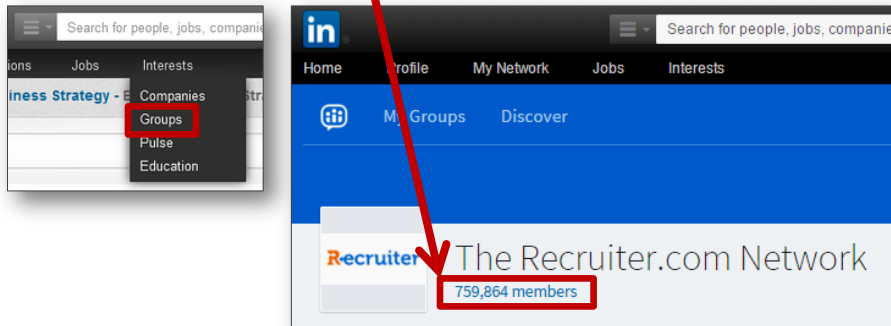 Search for people, jobs, companie
ions Jobs Interests
iness Strategy - E
Companies
Str
Groups
Pulse
Education
in
Search for people, jobs, companie
Home Profile My Network Jobs Interests
My Groups Discover
Recruiter
The Recruiter.com Network
759,864 members